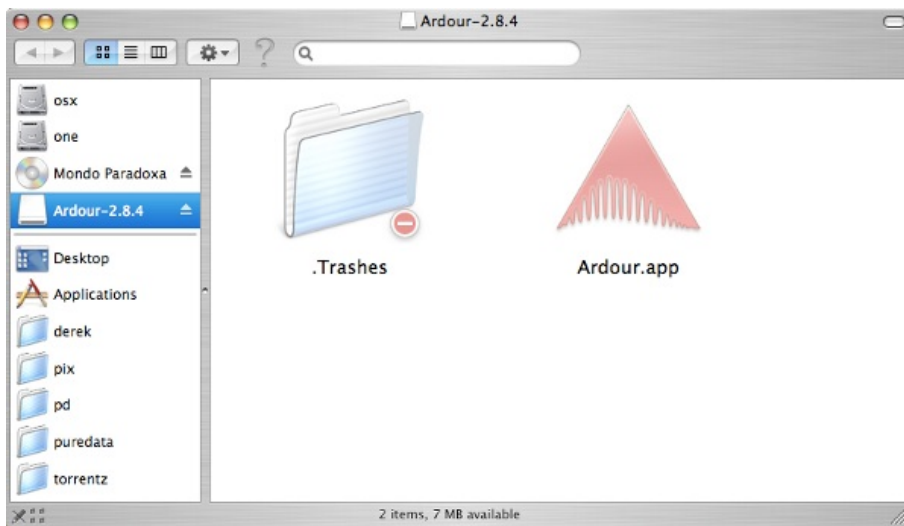 Ardour-2.8.4
osx
one
Mondo Paradoxa
Ardour-2.8.4
Desktop
Applications
derek
pix
pd
puredata
torrentz
.Trashes
Ardour.app
2 items, 7 MB available